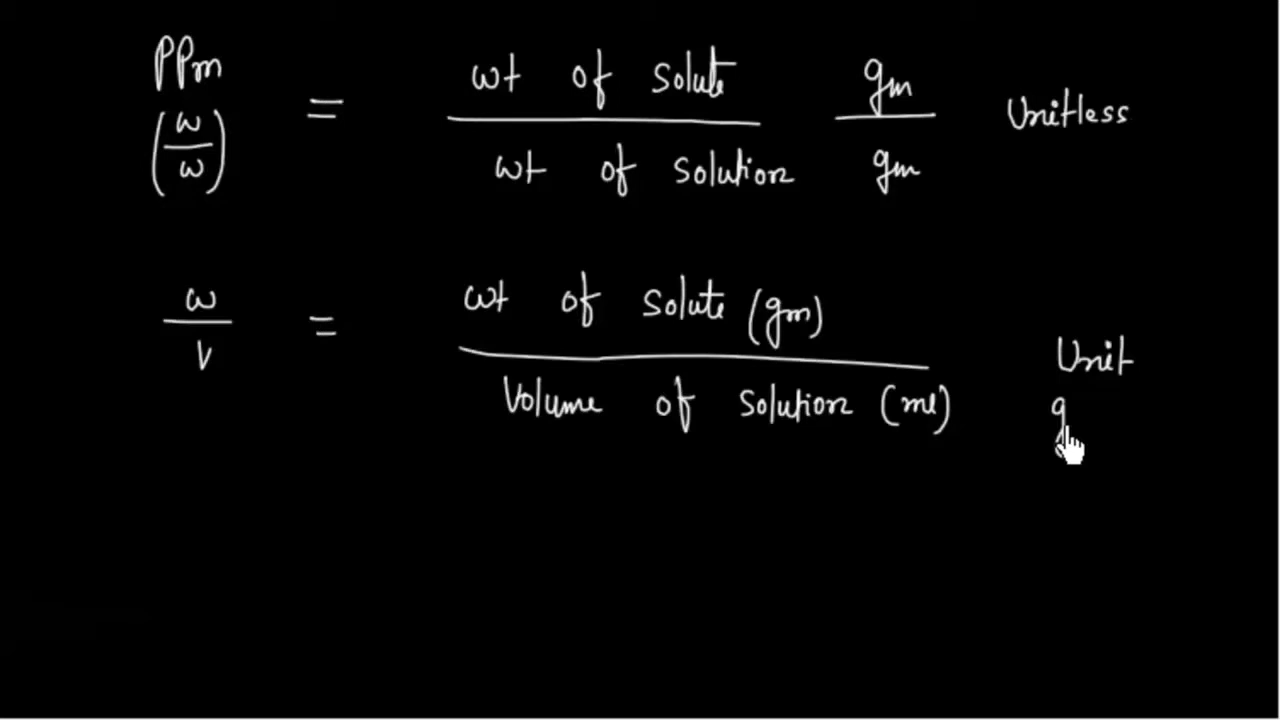 PPm
(w/w) = wt of solute / wt of solution gm / gm Unitless
w / v = wt of solute (gm) / Volume of solution (ml)
Unit
g